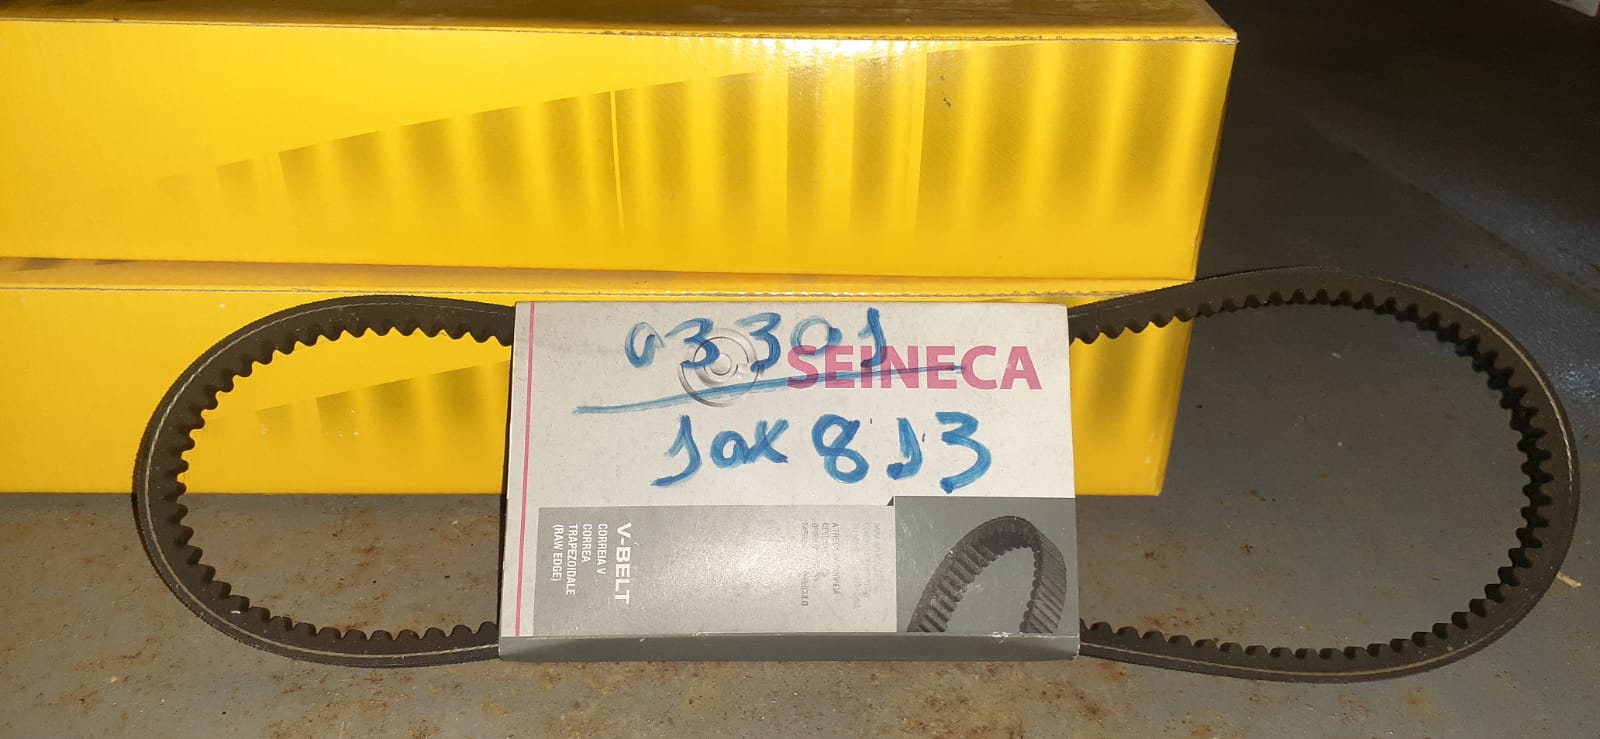 03301
SEINECA
10x813
V-BELT
CORREIA V
CORREA
TRAPEZOIDALE
(RAW EDGE)